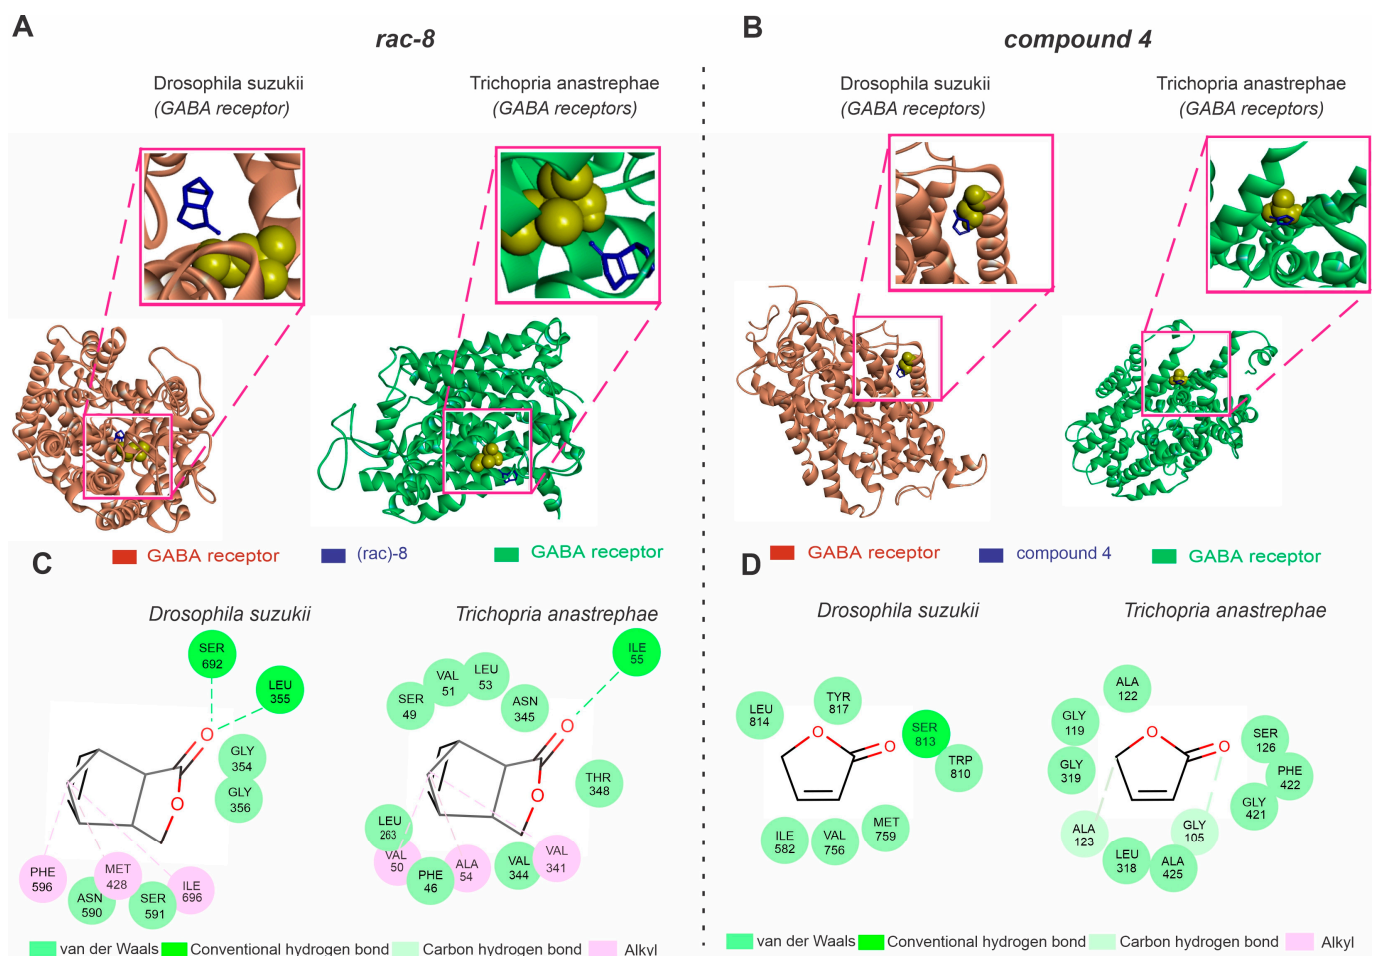 A
rac-8
Drosophila suzukii
(GABA receptor)
Trichopria anastrephae
(GABA receptors)
GABA receptor
(rac)-8
GABA receptor
B
compound 4
Drosophila suzukii
(GABA receptors)
Trichopria anastrephae
(GABA receptors)
GABA receptor
compound 4
GABA receptor
C
Drosophila suzukii
SER
692
LEU
355
GLY
354
GLY
356
O
O
PHE
596
MET
428
ASN
590
SER
591
ILE
696
Trichopria anastrephae
ILE
55
LEU
53
VAL
51
SER
49
ASN
345
O
O
THR
348
LEU
263
VAL
50
PHE
46
ALA
54
VAL
344
VAL
341
van der Waals
Conventional hydrogen bond
Carbon hydrogen bond
Alkyl
D
Drosophila suzukii
LEU
814
TYR
817
SER
813
TRP
810
O
O
ILE
582
VAL
756
MET
759
Trichopria anastrephae
ALA
122
GLY
119
GLY
319
O
O
SER
126
PHE
422
GLY
421
ALA
123
GLY
105
LEU
318
ALA
425
van der Waals
Conventional hydrogen bond
Carbon hydrogen bond
Alkyl